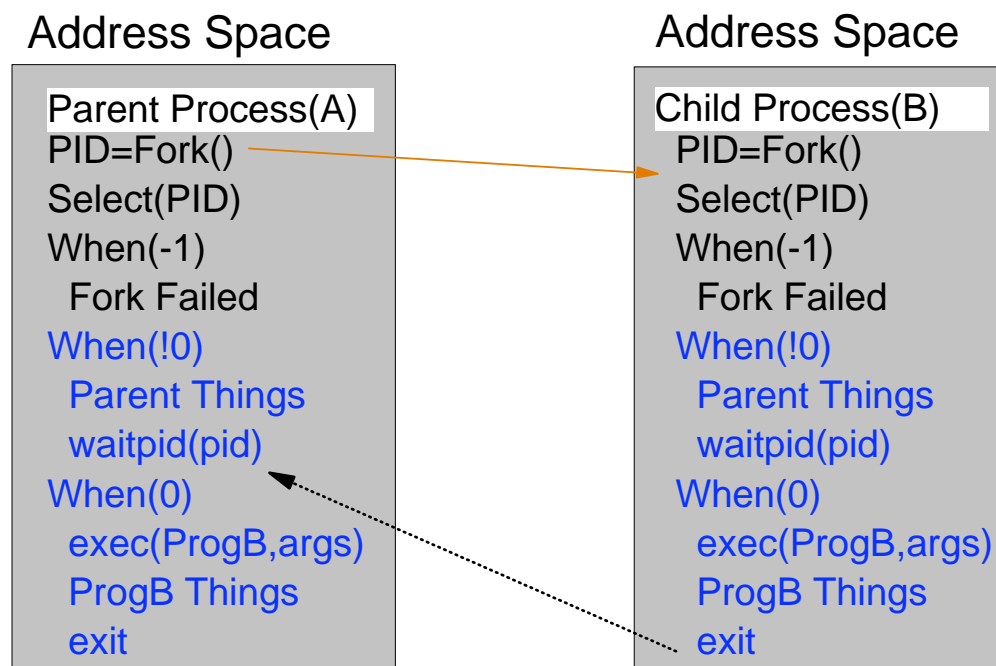 Address Space
Parent Process(A)
PID=Fork()
Select(PID)
When(-1)
Fork Failed
When(!0)
Parent Things
waitpid(pid)
When(0)
exec(ProgB,args)
ProgB Things
exit
Address Space
Child Process(B)
PID=Fork()
Select(PID)
When(-1)
Fork Failed
When(!0)
Parent Things
waitpid(pid)
When(0)
exec(ProgB,args)
ProgB Things
exit